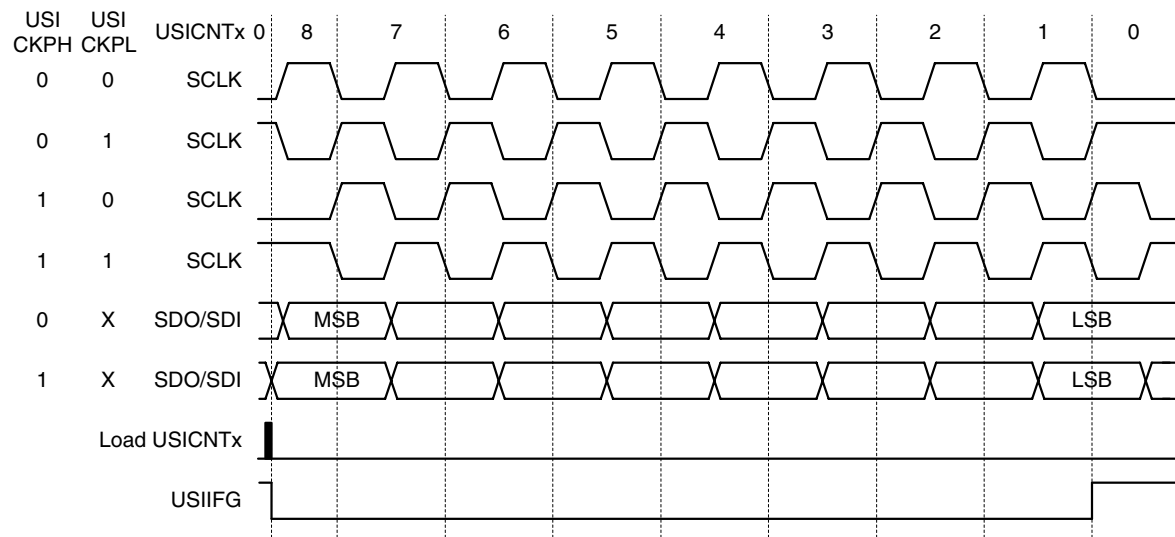 USI USI
CKPH CKPL USICNTx 0 8 7 6 5 4 3 2 1 0
0 0 SCLK
0 1 SCLK
1 0 SCLK
1 1 SCLK
0 X SDO/SDI MSB LSB
1 X SDO/SDI MSB LSB
Load USICNTx
USIIFG